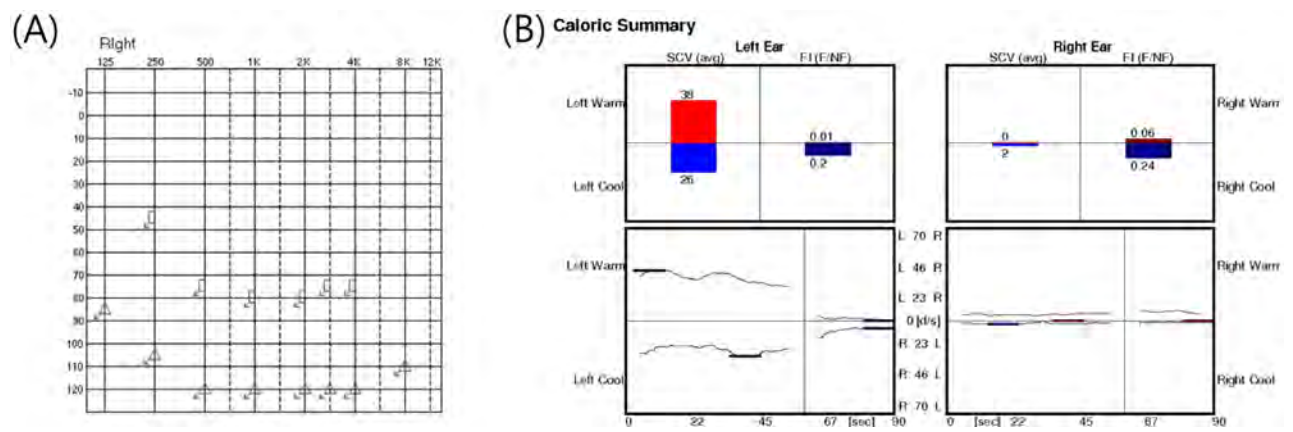 (A)
Right
125 250 500 1K 2K 4K 8K 12K
-10
0
10
20
30
40
50
60
70
80
90
100
110
120
(B) Caloric Summary
Left Ear
SCV (avg) FI (F/NF)
Left Warm
38
0.01
0.2
26
Left Cool
Right Ear
SCV (avg) FI (F/NF)
0
2
0.06
0.24
Right Warm
Right Cool
Left Warm
Left Cool
L 70 R
L 46 R
L 23 R
0 [d/s]
R 23 L
R 46 L
R 70 L
Right Warm
Right Cool
0 22 45 67 [sec] 90
0 [sec] 22 45 67 90